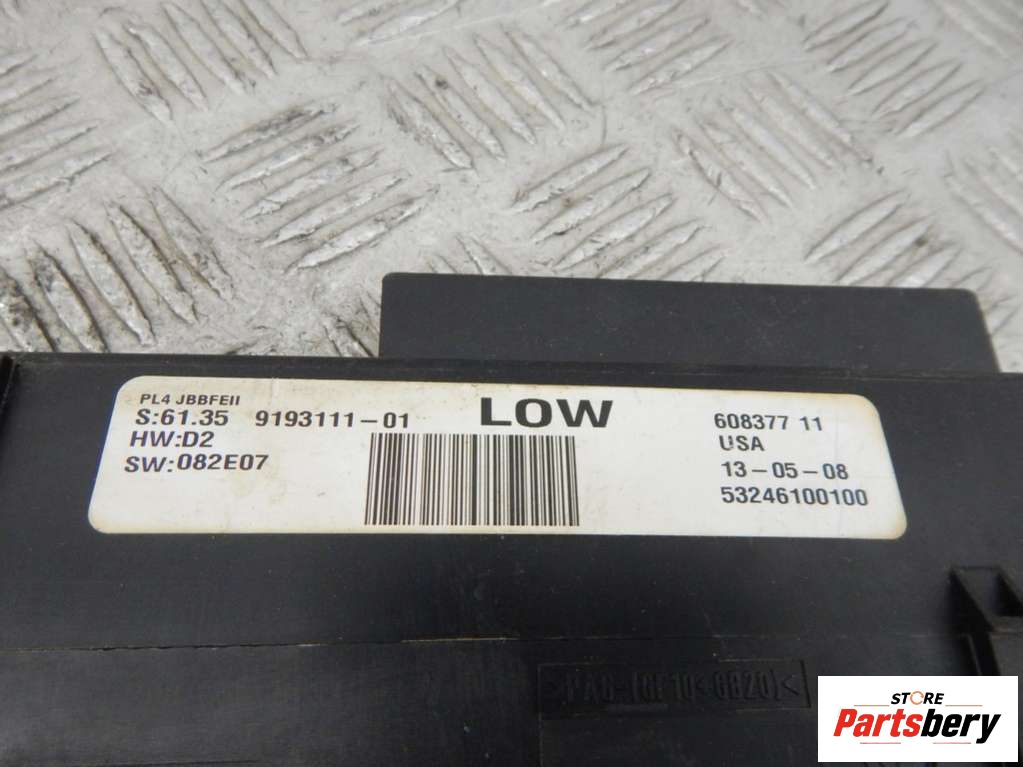 PL4 JBBFEII
S:61.35 9193111-01
HW:D2
SW:082E07
LOW
608377 11
USA
13-05-08
53246100100
STORE
Partsbery